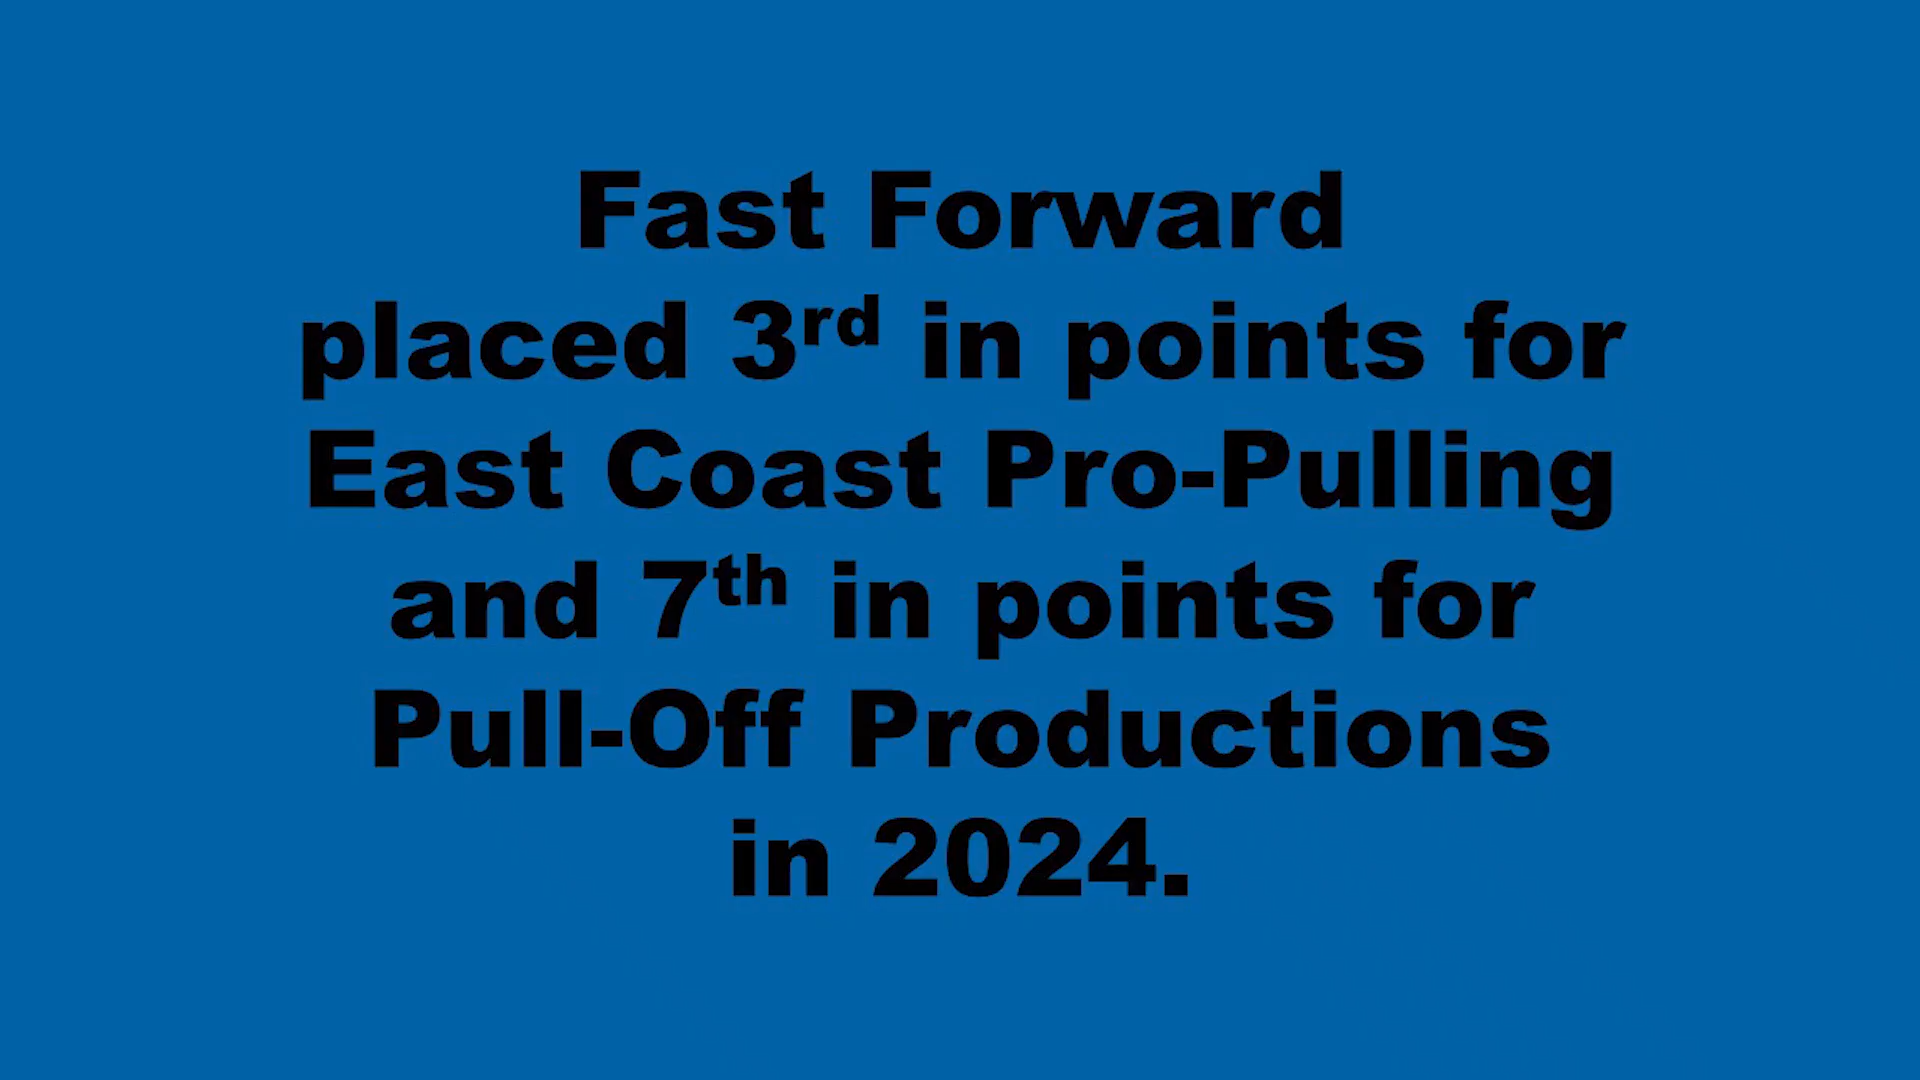 Fast Forward
placed 3rd in points for
East Coast Pro-Pulling
and 7th in points for
Pull-Off Productions
in 2024.